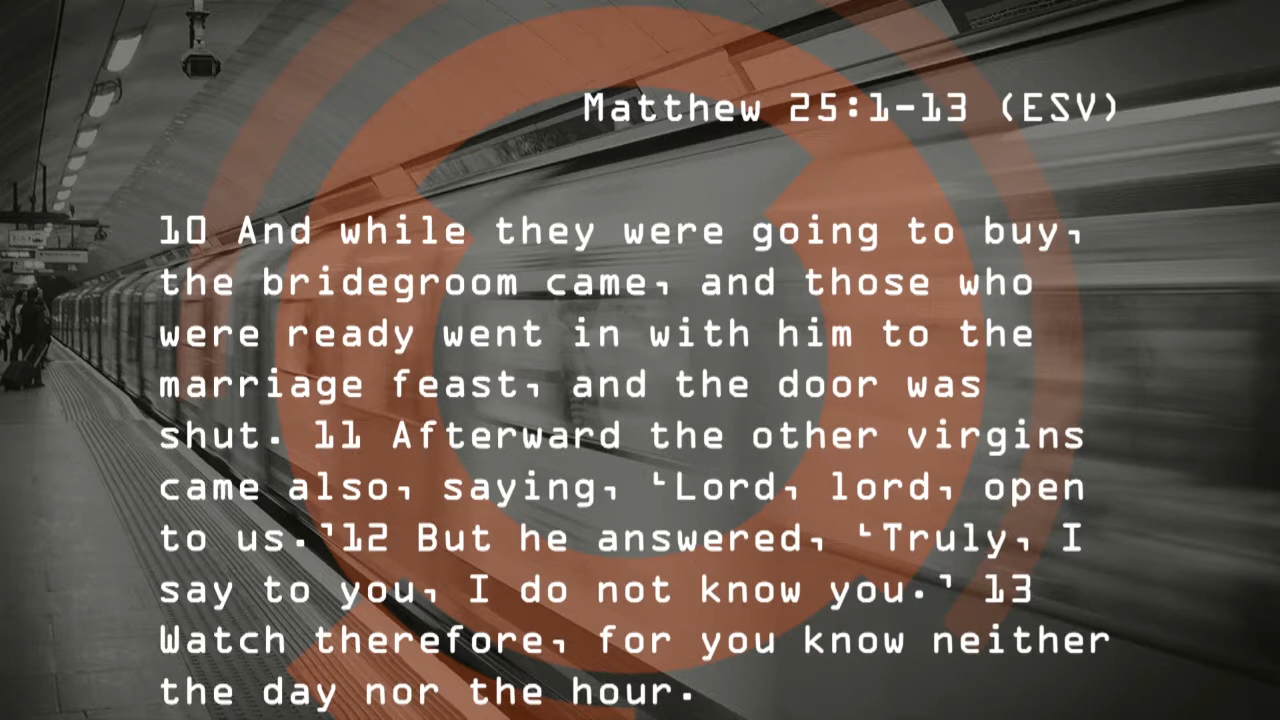 Matthew 25:1-13 (ESV)
10 And while they were going to buy,
the bridegroom came, and those who
were ready went in with him to the
marriage feast, and the door was
shut. 11 Afterward the other virgins
came also, saying, ‘Lord, lord, open
to us.’12 But he answered, ‘Truly, I
say to you, I do not know you.’ 13
Watch therefore, for you know neither
the day nor the hour.